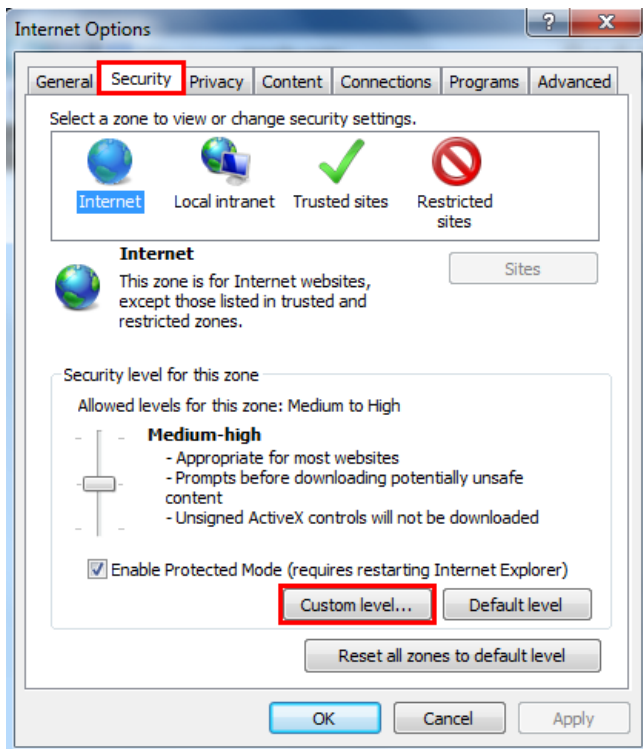 Internet Options
?
X
General Security Privacy Content Connections Programs Advanced
Select a zone to view or change security settings.
Internet Local intranet Trusted sites Restricted
sites
Internet
Sites
This zone is for Internet websites,
except those listed in trusted and
restricted zones.
Security level for this zone
Allowed levels for this zone: Medium to High
Medium-high
- Appropriate for most websites
- Prompts before downloading potentially unsafe
content
- Unsigned ActiveX controls will not be downloaded
Enable Protected Mode (requires restarting Internet Explorer)
Custom level... Default level
Reset all zones to default level
OK Cancel Apply